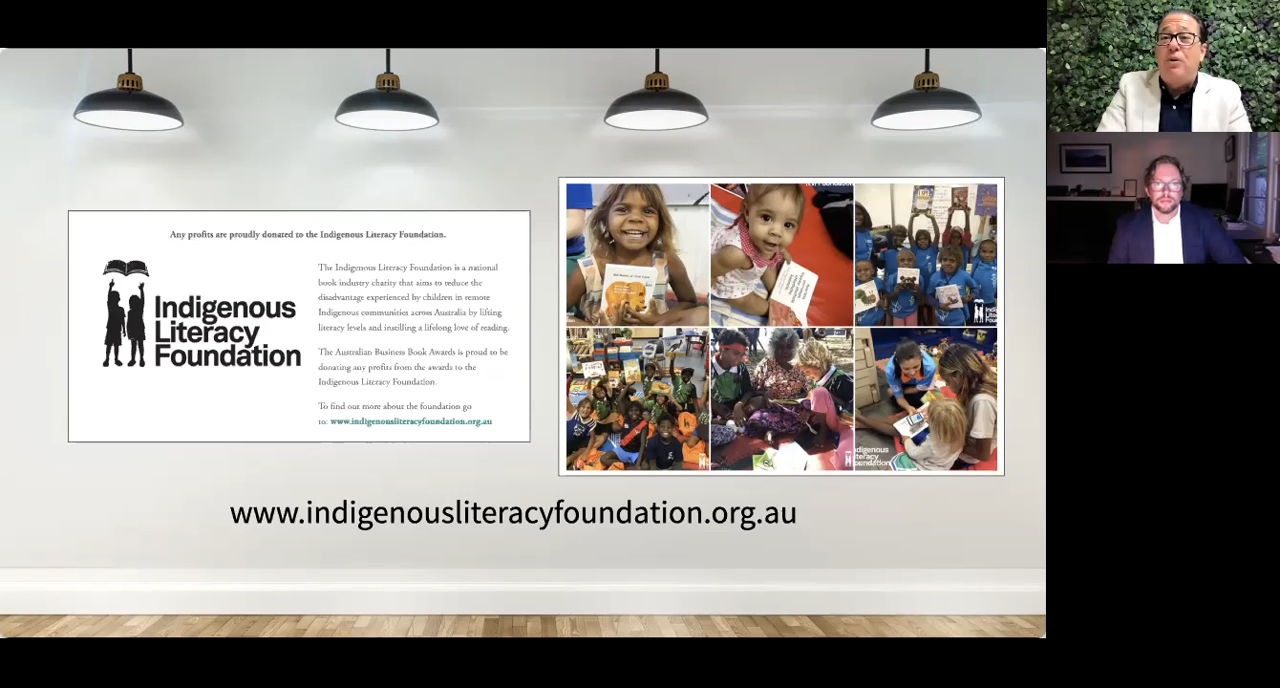 Any profits are proudly donated to the Indigenous Literacy Foundation.
Indigenous
Literacy
Foundation
The Indigenous Literacy Foundation is a national
book industry charity that aims to reduce the
disadvantage experienced by children in remote
Indigenous communities across Australia by lifting
literacy levels and instilling a lifelong love of reading.
The Australian Business Book Awards is proud to be
donating any profits from the awards to the
Indigenous Literacy Foundation.
To find out more about the foundation go
to: www.indigenousliteracyfoundation.org.au
ndigenous
Literacy
Foundation
www.indigenousliteracyfoundation.org.au